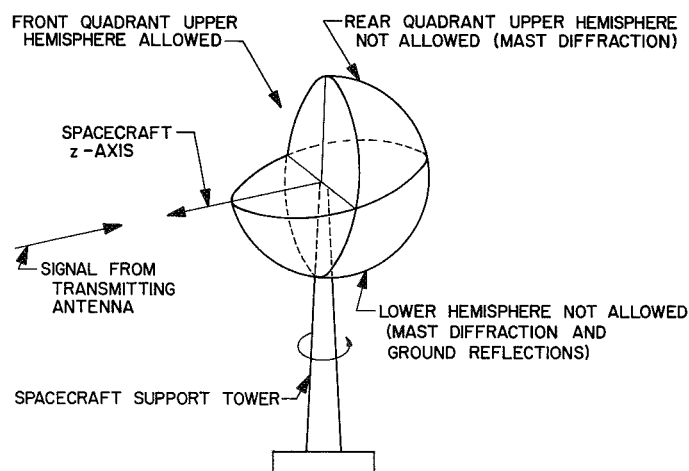 FRONT QUADRANT UPPER
HEMISPHERE ALLOWED
REAR QUADRANT UPPER HEMISPHERE
NOT ALLOWED (MAST DIFFRACTION)
SPACECRAFT
z-AXIS
SIGNAL FROM
TRANSMITTING
ANTENNA
LOWER HEMISPHERE NOT ALLOWED
(MAST DIFFRACTION AND
GROUND REFLECTIONS)
SPACECRAFT SUPPORT TOWER